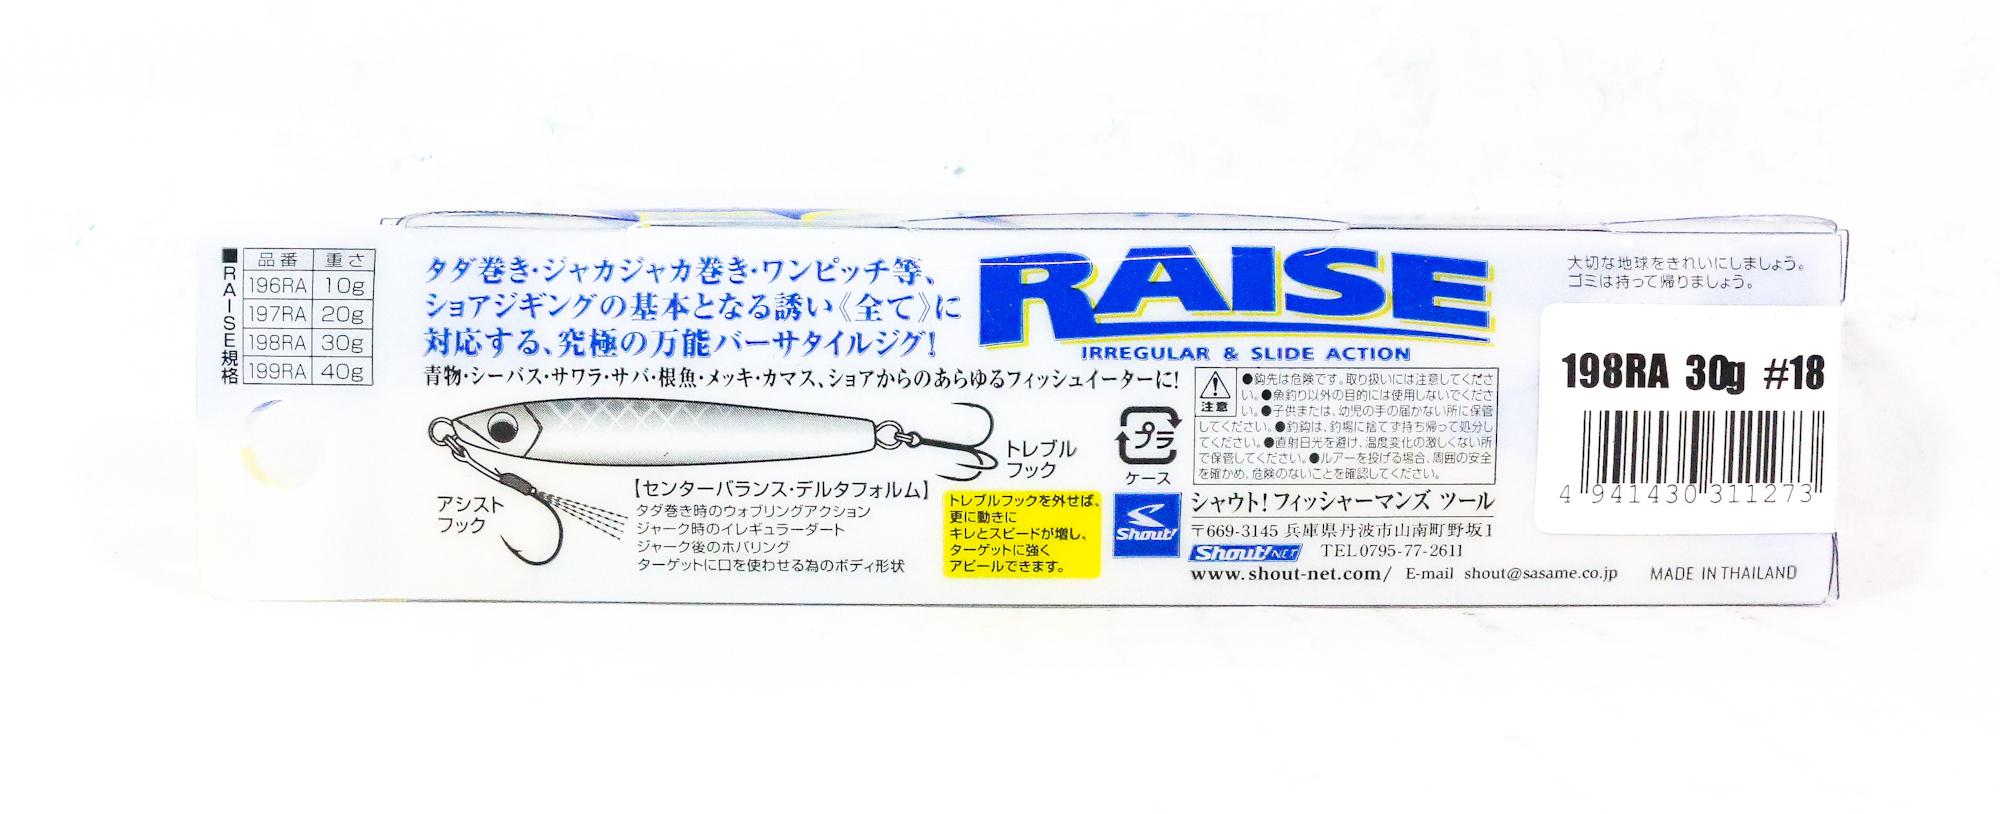 ■RAISE規格
品番 重さ
196RA 10g
197RA 20g
198RA 30g
199RA 40g
タダ巻き・ジャカジャカ巻き・ワンピッチ等、
ショアジギングの基本となる誘い《全て》に
対応する、究極の万能バーサタイルジグ!
青物・シーバス・サワラ・サバ・根魚・メッキ・カマス、ショアからのあらゆるフィッシュイーターに!
アシスト
フック
トレブル
フック
【センターバランス・デルタフォルム】
タダ巻き時のウォブリングアクション
ジャーク時のイレギュラーダート
ジャーク後のホバリング
ターゲットに口を使わせる為のボディ形状
トレブルフックを外せば、
更に動きに
キレとスピードが増し、
ターゲットに強く
アピールできます。
RAISE
IRREGULAR & SLIDE ACTION
プラ
ケース
Shout!
注意
●鈎先は危険です。取り扱いには注意してくださ
い。●魚釣り以外の目的には使用しないでくださ
い。●子供または、幼児の手の届かない所に保管
してください。●釣鈎は、釣場に捨てず持ち帰って処分し
てください。●直射日光を避け、温度変化の激しくない所
で保管してください。●ルアーを投げる場合、周囲の安全
を確かめ、危険のないことを確認してください。
シャウト!フィッシャーマンズ ツール
〒669-3145 兵庫県丹波市山南町野坂1
Shout!NET TEL0795-77-2611
www.shout-net.com/ E-mail shout@sasame.co.jp MADE IN THAILAND
大切な地球をきれいにしましょう。
ゴミは持って帰りましょう。
198RA 30g #18
4 941430 311273